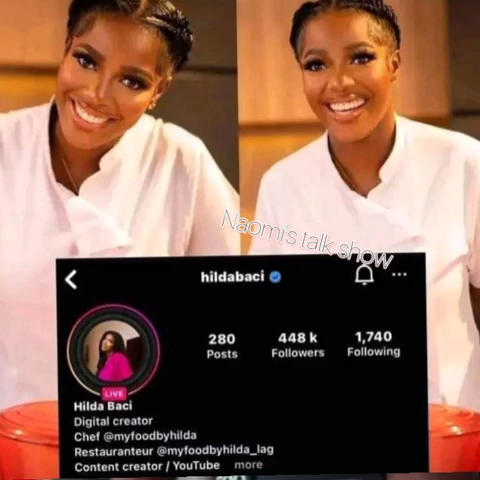 Naomi's talk show
hildabaci
280
448 k
1,740
Posts
Followers
Following
LIVE
Hilda Baci
Digital creator
Chef @myfoodbyhilda
Restauranteur @myfoodbyhilda_lag
Content creator / YouTube more